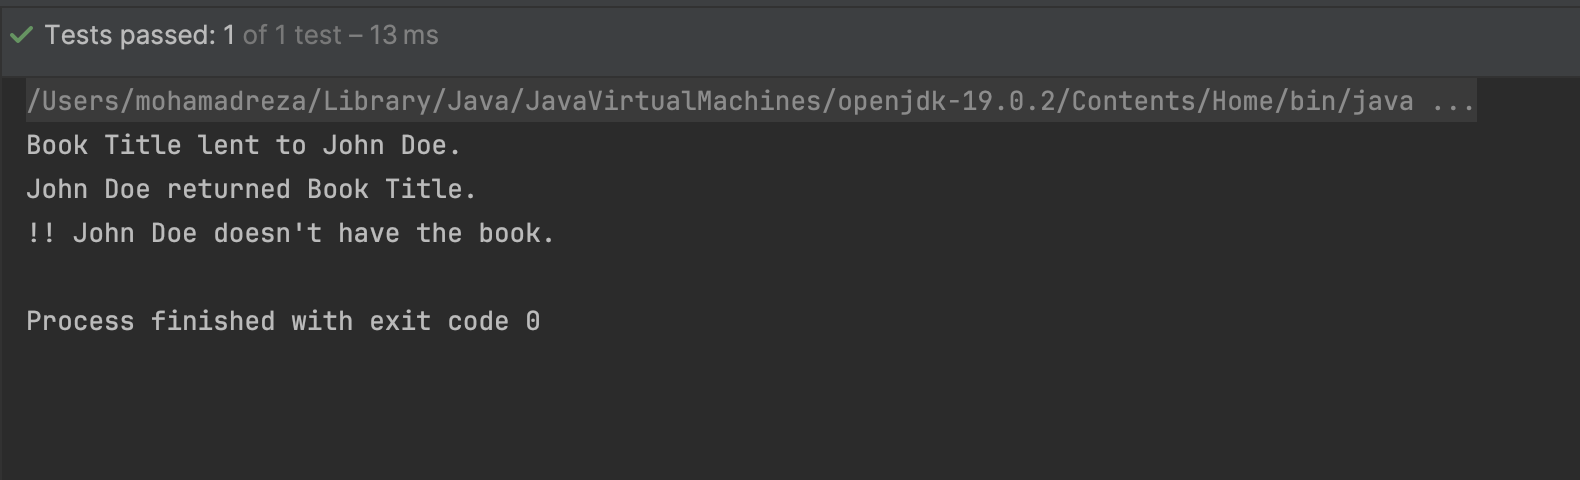 Tests passed: 1 of 1 test – 13 ms
/Users/mohamadreza/Library/Java/JavaVirtualMachines/openjdk-19.0.2/Contents/Home/bin/java ...
Book Title lent to John Doe.
John Doe returned Book Title.
!! John Doe doesn't have the book.
Process finished with exit code 0